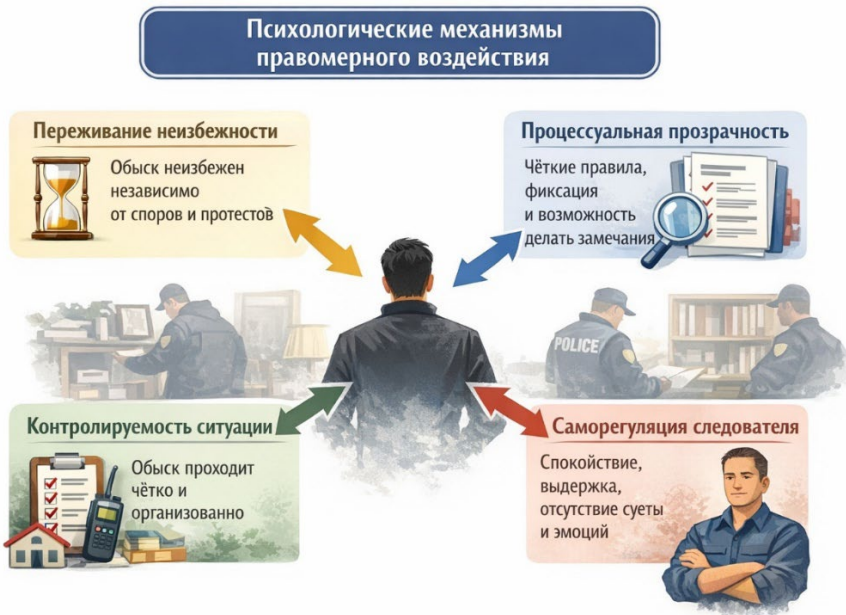 Психологические механизмы
правомерного воздействия
Переживание неизбежности
Обыск неизбежен
независимо
от споров и протестов
Процессуальная прозрачность
Чёткие правила,
фиксация
и возможность
делать замечания
POLICE
Контролируемость ситуации
Обыск проходит
чётко и
организованно
Саморегуляция следователя
Спокойствие,
выдержка,
отсутствие суеты
и эмоций